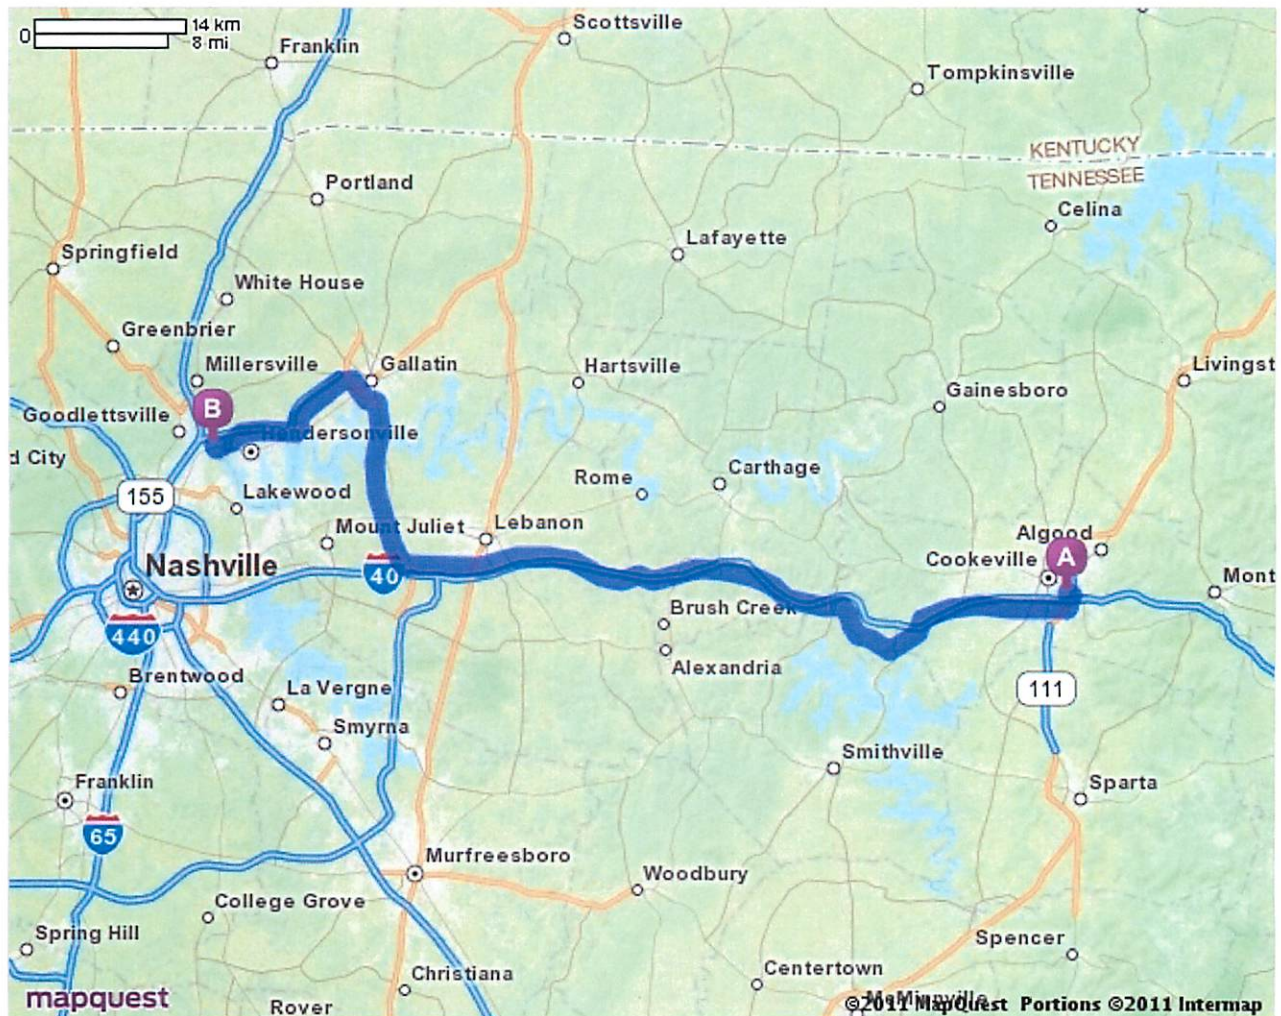 14 km
0
8 mi
Scottsville
Franklin
Tompkinsville
KENTUCKY
TENNESSEE
Portland
Celina
Lafayette
Springfield
White House
Greenbrier
Millersville
Gallatin
Hartsville
Livingst
Gainesboro
B
Goodlettsville
Hendersonville
d City
Carthage
Rome
155
Lakewood
Mount Juliet
Lebanon
Algood
Nashville
40
Cookeville
A
Mont
Brush Creek
440
Alexandria
Brentwood
La Vergne
111
Smyrna
Smithville
Franklin
Sparta
65
Murfreesboro
Woodbury
College Grove
Spring Hill
Spencer
Christiana
Centertown
mapquest
Rover
McMinnville
©2011 MapQuest Portions ©2011 Intermap